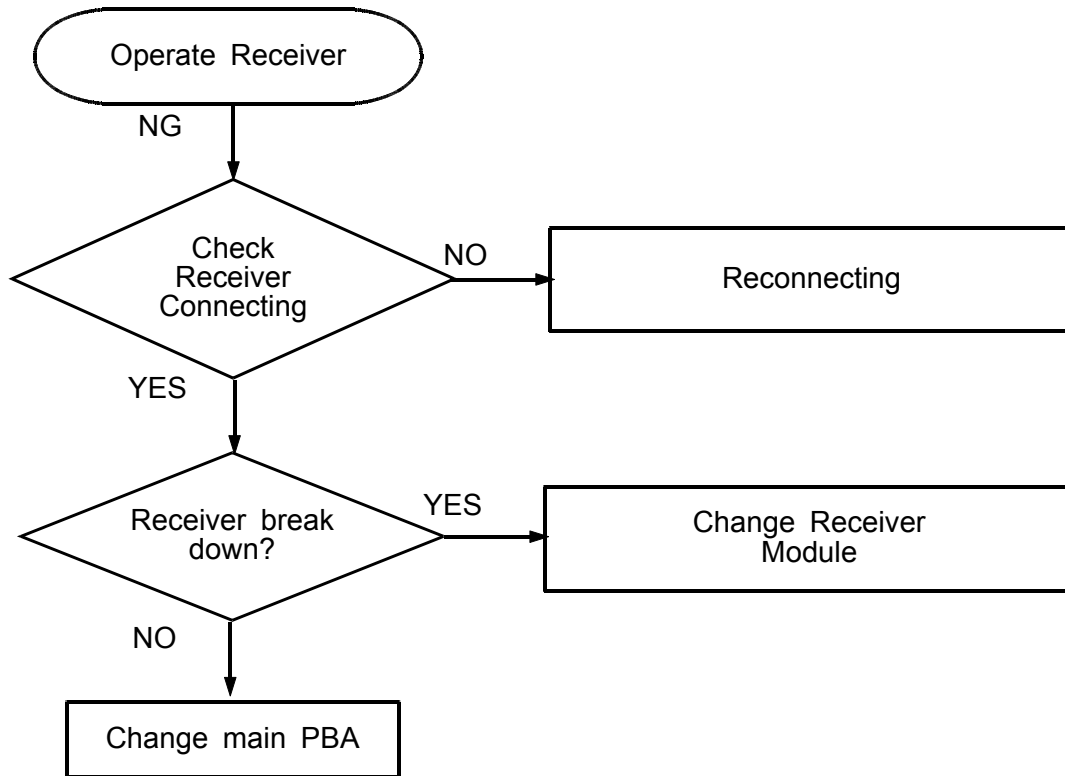 Operate Receiver
NG
Check
Receiver
Connecting
NO
Reconnecting
YES
Receiver break
down?
YES
Change Receiver
Module
NO
Change main PBA